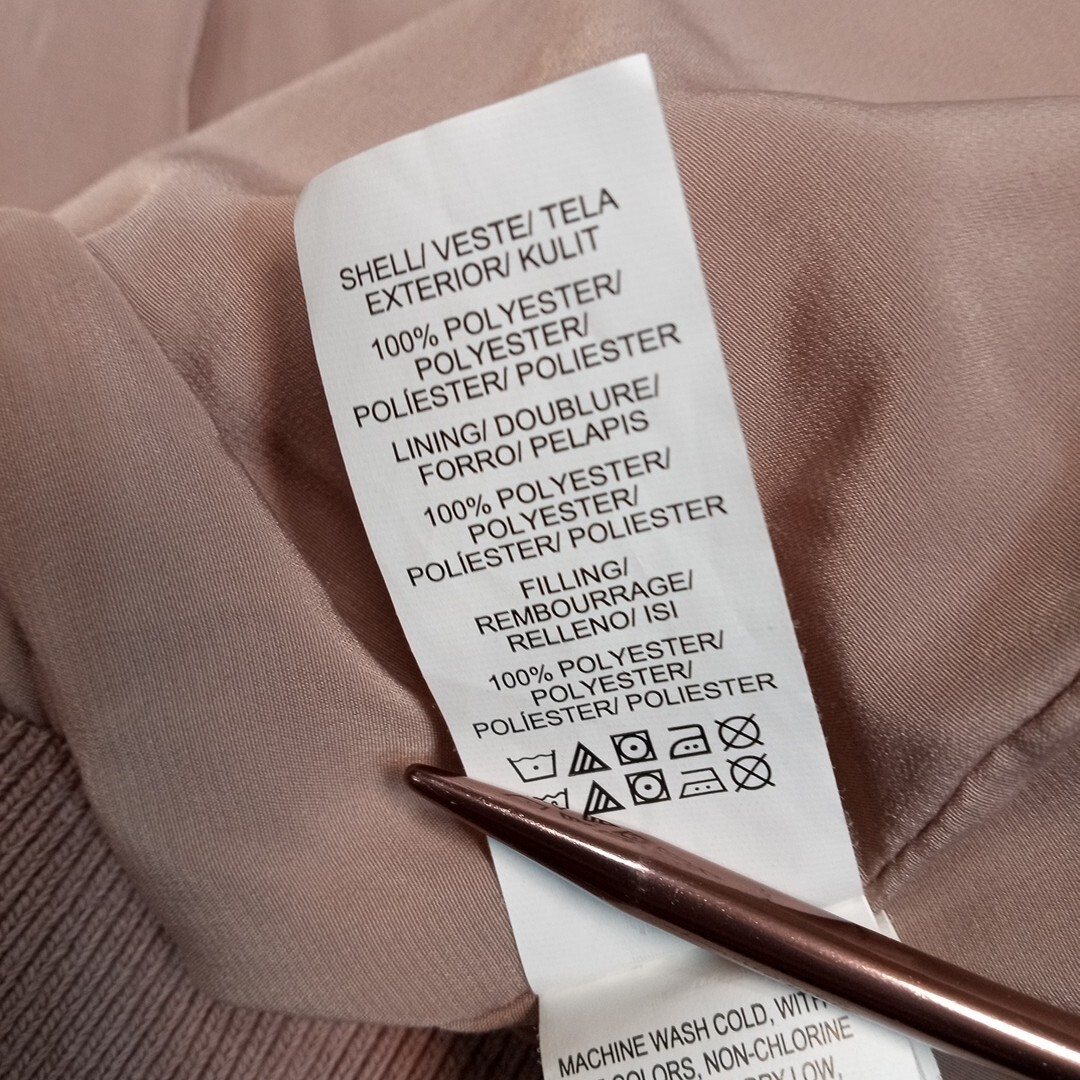 SHELL/ VESTE/ TELA
EXTERIOR/ KULIT
100% POLYESTER/
POLYESTER/
POLÍESTER/ POLIESTER
LINING/ DOUBLURE/
FORRO/ PELAPIS
100% POLYESTER/
POLYESTER/
POLÍESTER/ POLIESTER
FILLING/
REMBOURRAGE/
RELLENO/ ISI
100% POLYESTER/
POLYESTER/
POLÍESTER/ POLIESTER
MACHINE WASH COLD, WITH
COLORS, NON-CHLORINE
LOW,